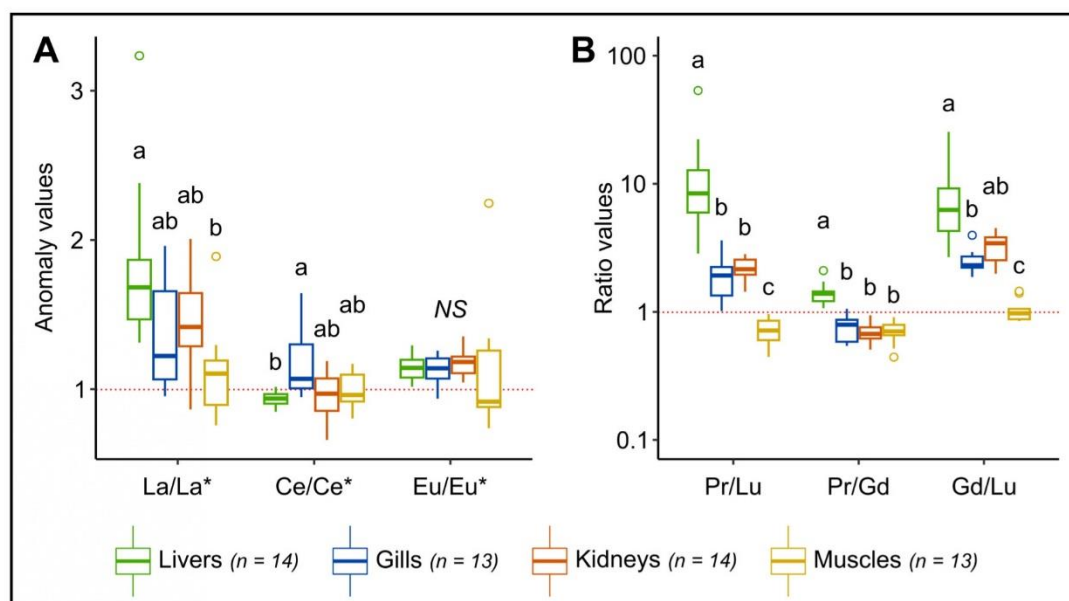 A
Anomaly values
3
2
1
a
ab
ab
b
b
a
ab
ab
NS
La/La*
Ce/Ce*
Eu/Eu*
B
Ratio values
100
10
1
0.1
a
b
b
c
a
b
b
b
a
b
ab
c
Pr/Lu
Pr/Gd
Gd/Lu
Livers (n = 14)
Gills (n = 13)
Kidneys (n = 14)
Muscles (n = 13)